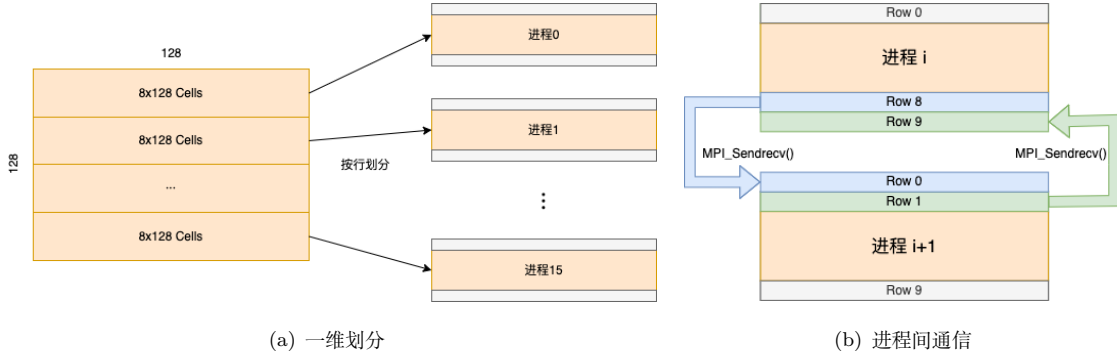 128
128
8x128 Cells
8x128 Cells
...
8x128 Cells
按行划分
进程0
进程1
⋮
进程15
(a) 一维划分
Row 0
进程 i
Row 8
Row 9
MPI_Sendrecv()
MPI_Sendrecv()
Row 0
Row 1
进程 i+1
Row 9
(b) 进程间通信